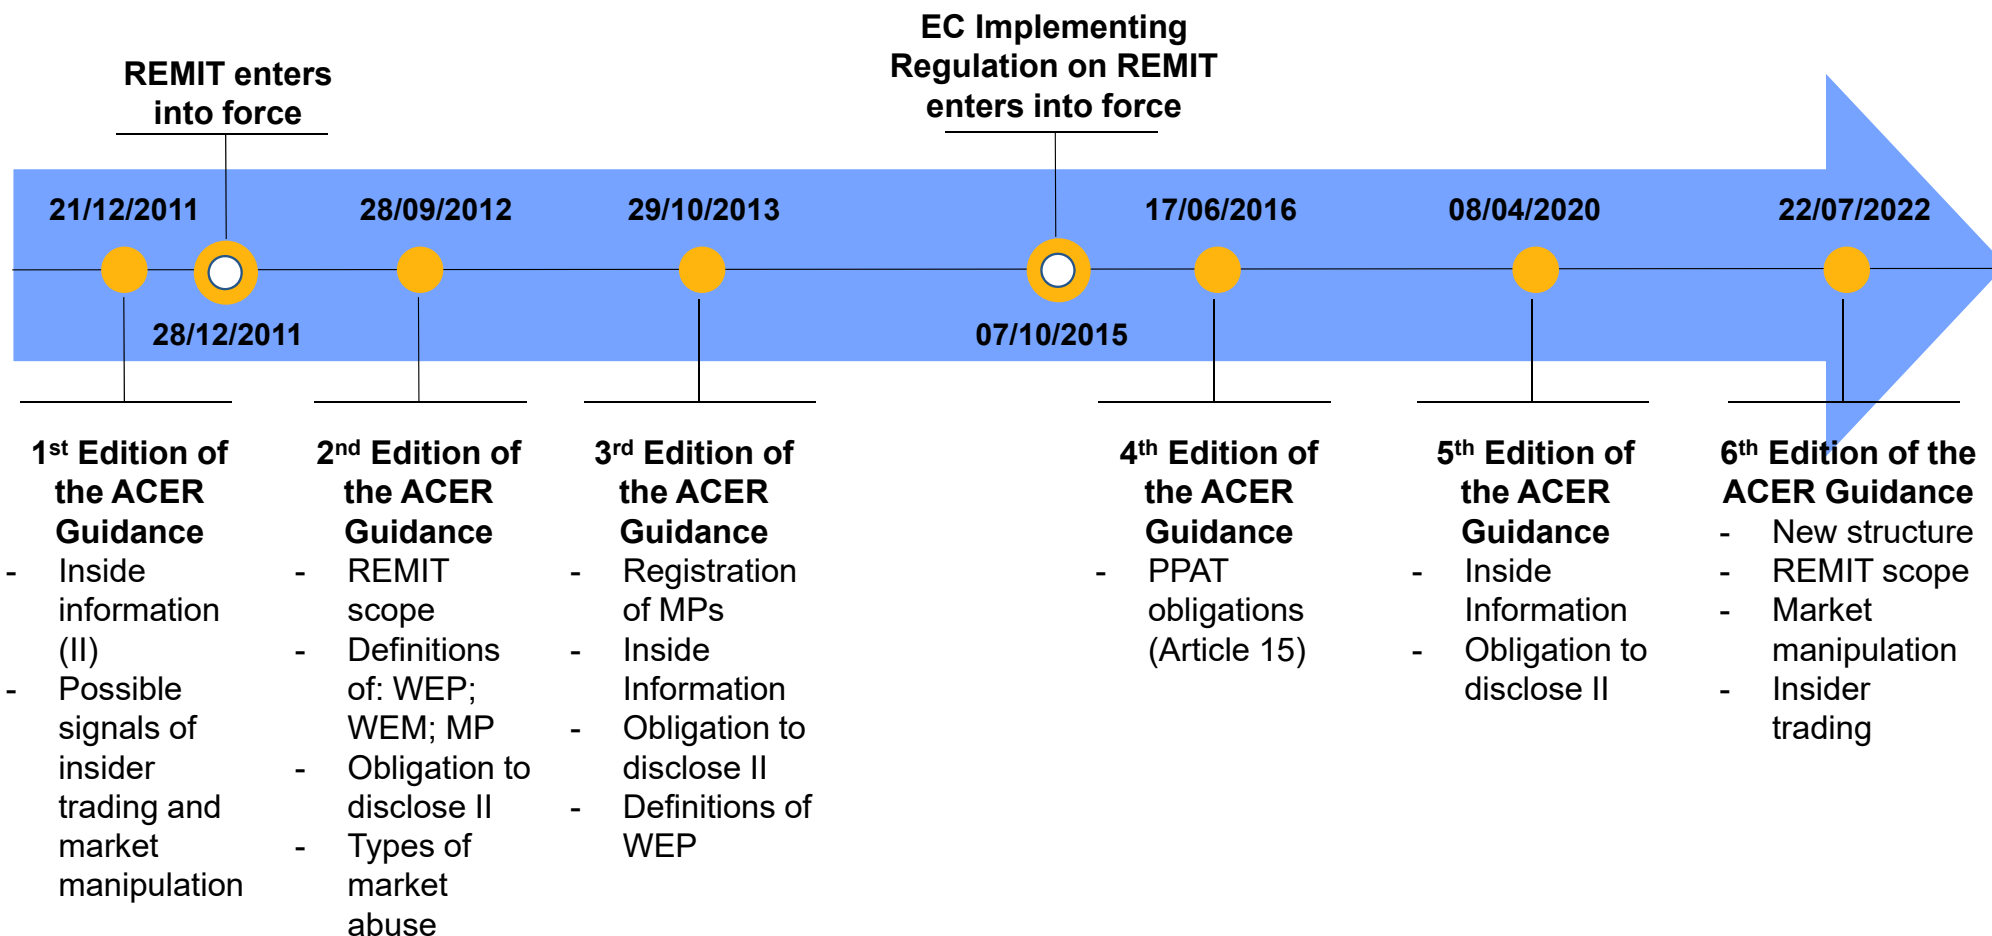 REMIT enters
into force
EC Implementing
Regulation on REMIT
enters into force
21/12/2011
28/09/2012
29/10/2013
17/06/2016
08/04/2020
22/07/2022
28/12/2011
07/10/2015
1st Edition of
the ACER
Guidance
- Inside
information
(II)
- Possible
signals of
insider
trading and
market
manipulation
2nd Edition of
the ACER
Guidance
- REMIT
scope
- Definitions
of: WEP;
WEM; MP
- Obligation to
disclose II
- Types of
market
abuse
3rd Edition of
the ACER
Guidance
- Registration
of MPs
- Inside
Information
- Obligation to
disclose II
- Definitions of
WEP
4th Edition of
the ACER
Guidance
- PPAT
obligations
(Article 15)
5th Edition of
the ACER
Guidance
- Inside
Information
- Obligation to
disclose II
6th Edition of the
ACER Guidance
- New structure
- REMIT scope
- Market
manipulation
- Insider
trading